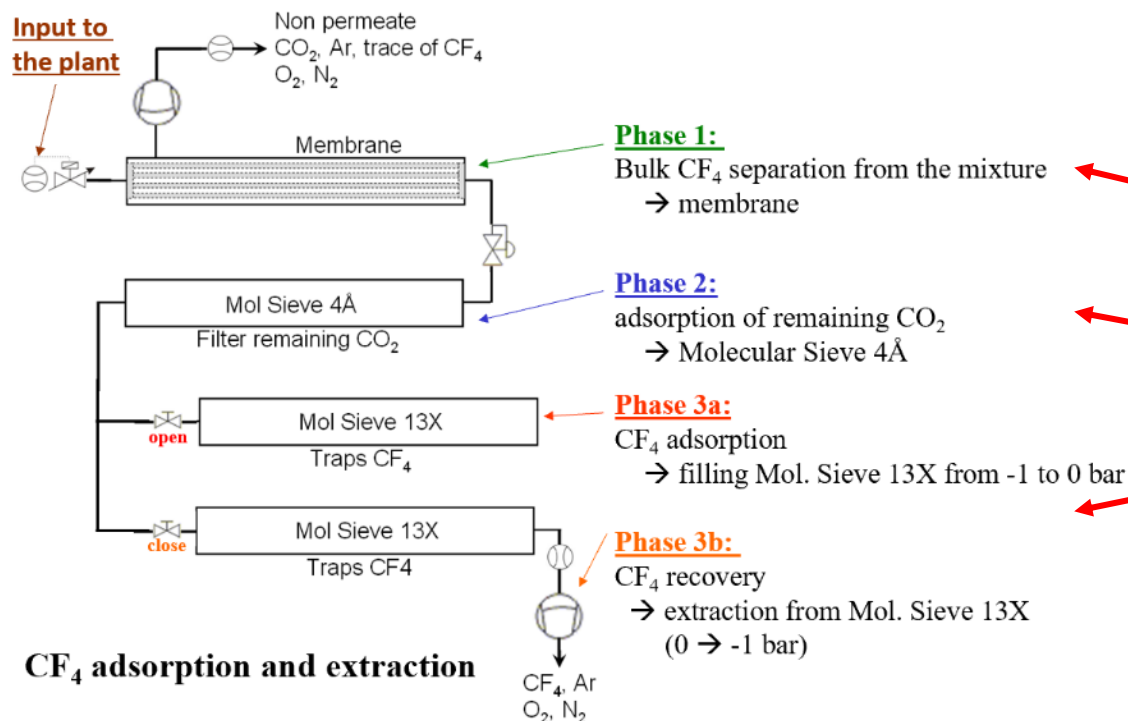 Input to
the plant
Non permeate
CO₂, Ar, trace of CF₄
O₂, N₂
Membrane
Phase 1:
Bulk CF₄ separation from the mixture
→ membrane
Mol Sieve 4Å
Filter remaining CO₂
Phase 2:
adsorption of remaining CO₂
→ Molecular Sieve 4Å
open
Mol Sieve 13X
Traps CF₄
Phase 3a:
CF₄ adsorption
→ filling Mol. Sieve 13X from -1 to 0 bar
close
Mol Sieve 13X
Traps CF4
Phase 3b:
CF₄ recovery
→ extraction from Mol. Sieve 13X
(0 → -1 bar)
CF₄ adsorption and extraction
CF₄, Ar
O₂, N₂